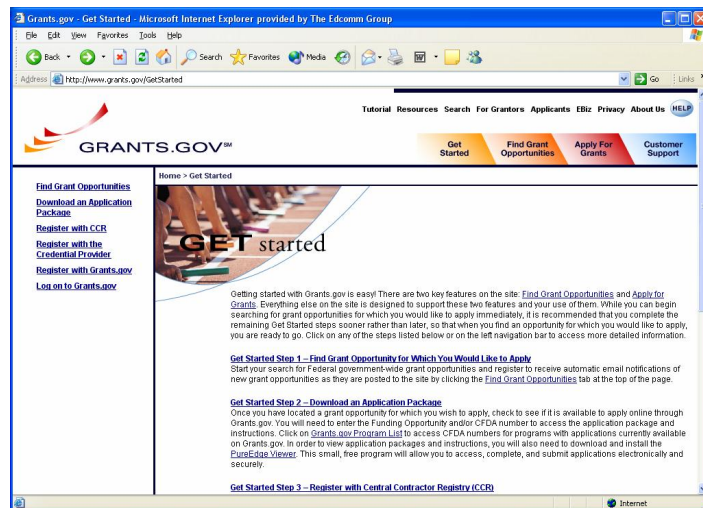 Grants.gov - Get Started - Microsoft Internet Explorer provided by The Edcomm Group
File Edit View Favorites Tools Help
Back Search Favorites Media
Address http://www.grants.gov/GetStarted Go Links
Tutorial Resources Search For Grantors Applicants EBiz Privacy About Us HELP
GRANTS.GOV℠
Get Started
Find Grant Opportunities
Apply For Grants
Customer Support
Home > Get Started
Find Grant Opportunities
Download an Application
Package
Register with CCR
Register with the
Credential Provider
Register with Grants.gov
Log on to Grants.gov
GET started
Getting started with Grants.gov is easy! There are two key features on the site: Find Grant Opportunities and Apply for
Grants. Everything else on the site is designed to support these two features and your use of them. While you can begin
searching for grant opportunities for which you would like to apply immediately, it is recommended that you complete the
remaining Get Started steps sooner rather than later, so that when you find an opportunity for which you would like to apply,
you are ready to go. Click on any of the steps listed below or on the left navigation bar to access more detailed information.
Get Started Step 1 – Find Grant Opportunity for Which You Would Like to Apply
Start your search for Federal government-wide grant opportunities and register to receive automatic email notifications of
new grant opportunities as they are posted to the site by clicking the Find Grant Opportunities tab at the top of the page.
Get Started Step 2 – Download an Application Package
Once you have located a grant opportunity for which you wish to apply, check to see if it is available to apply online through
Grants.gov. You will need to enter the Funding Opportunity and/or CFDA number to access the application package and
instructions. Click on Grants.gov Program List to access CFDA numbers for programs with applications currently available
on Grants.gov. In order to view application packages and instructions, you will also need to download and install the
PureEdge Viewer. This small, free program will allow you to access, complete, and submit applications electronically and
securely.
Get Started Step 3 – Register with Central Contractor Registry (CCR)
Internet